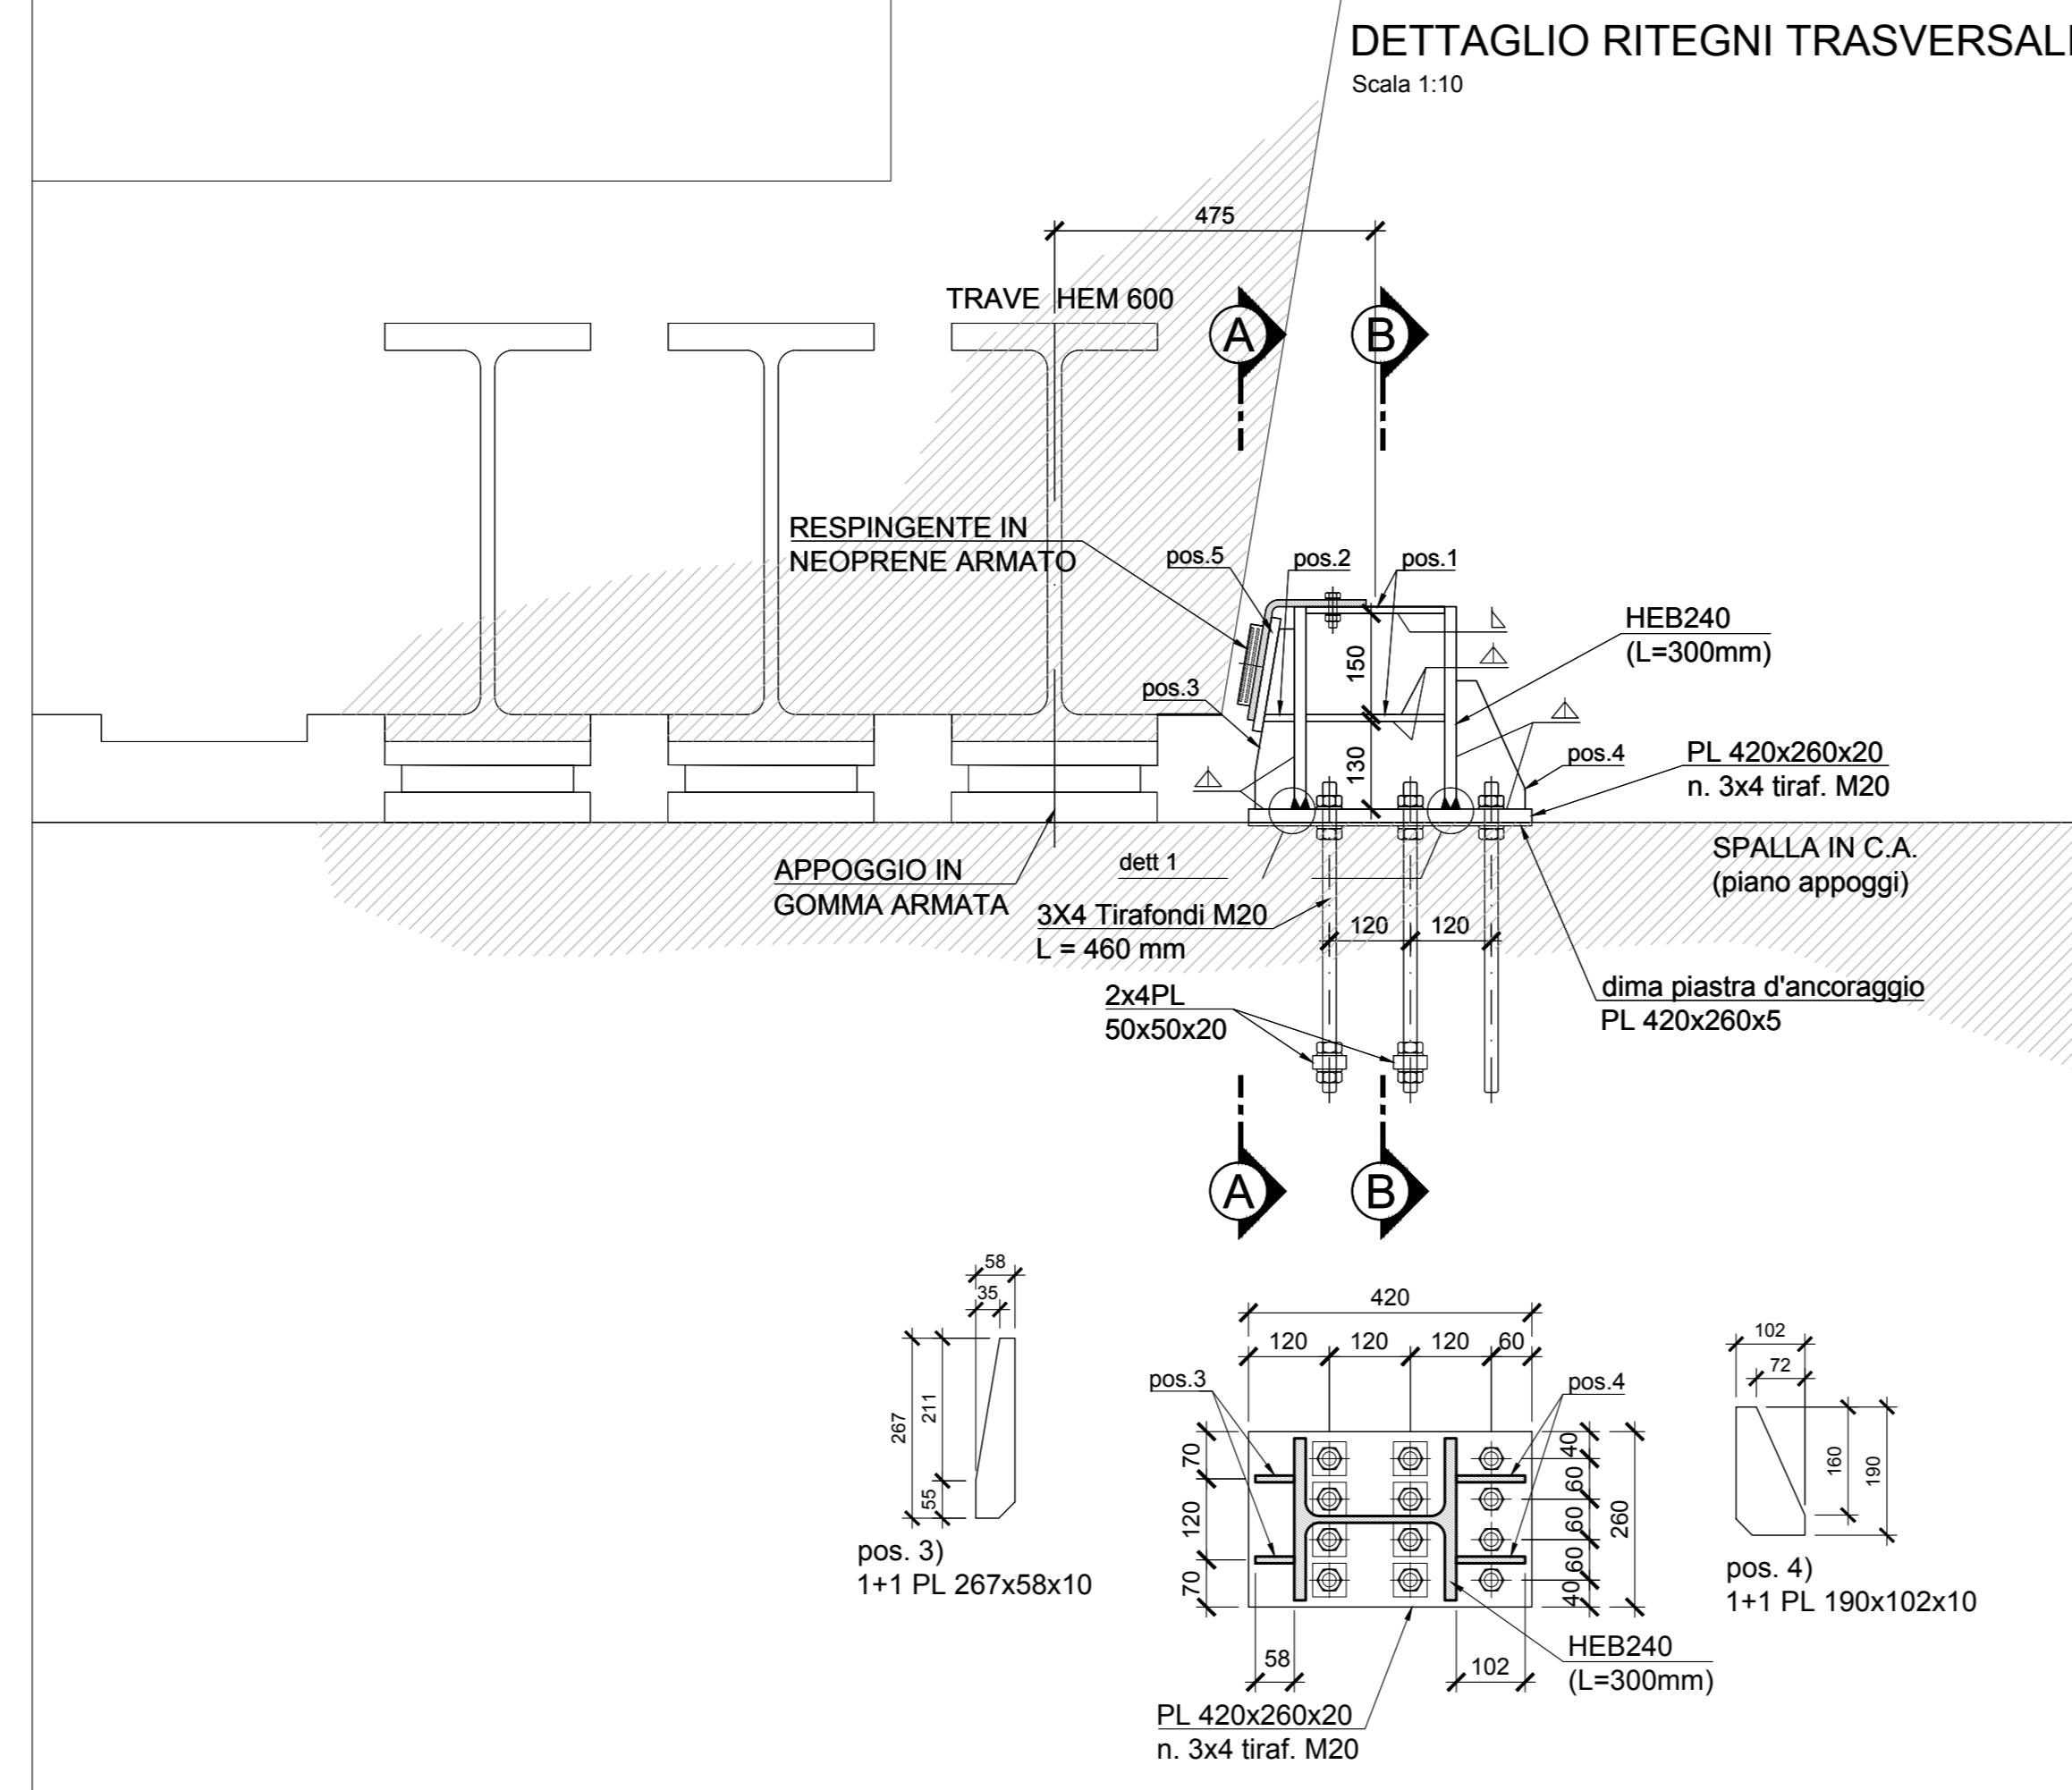 DETTAGLIO RITEGNI TRASVERSALI
Scala 1:10
475
TRAVE HEM 600
A
B
RESPINGENTE IN
NEOPRENE ARMATO
pos.5
pos.2
pos.1
HEB240
(L=300mm)
150
pos.3
130
pos.4
PL 420x260x20
n. 3x4 tiraf. M20
SPALLA IN C.A.
(piano appoggi)
APPOGGIO IN
GOMMA ARMATA
dett 1
3X4 Tirafondi M20
L = 460 mm
120
120
2x4PL
50x50x20
dima piastra d'ancoraggio
PL 420x260x5
A
B
58
35
267
211
55
pos. 3)
1+1 PL 267x58x10
420
120
120
120
60
pos.3
pos.4
70
120
70
40
60
60
60
40
260
58
102
HEB240
(L=300mm)
PL 420x260x20
n. 3x4 tiraf. M20
102
72
160
190
pos. 4)
1+1 PL 190x102x10